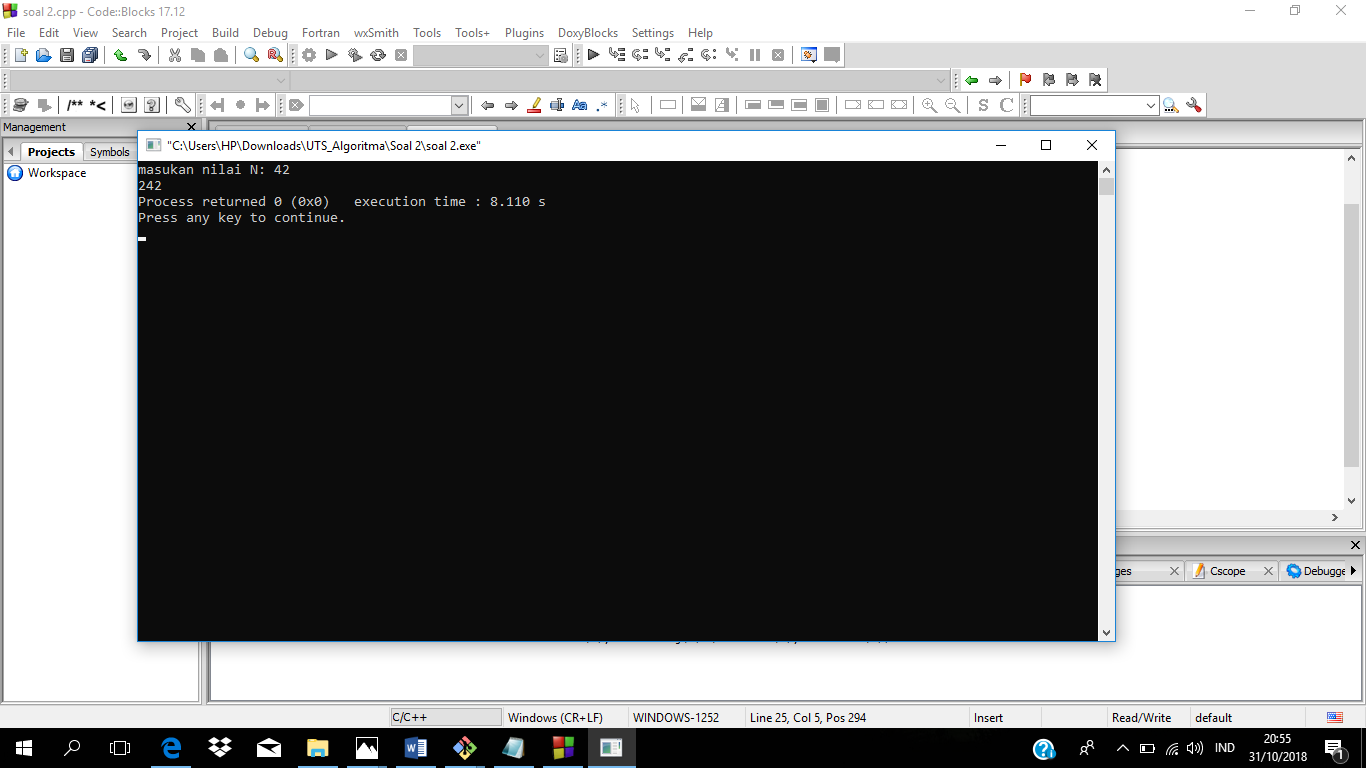 soal 2.cpp - Code::Blocks 17.12
File Edit View Search Project Build Debug Fortran wxSmith Tools Tools+ Plugins DoxyBlocks Settings Help
/** *<
Aa .*
S C
Management
Projects Symbols
Workspace
"C:\Users\HP\Downloads\UTS_Algoritma\Soal 2\soal 2.exe"
masukan nilai N: 42
242
Process returned 0 (0x0) execution time : 8.110 s
Press any key to continue.
ges Cscope Debugge
C/C++ Windows (CR+LF) WINDOWS-1252 Line 25, Col 5, Pos 294 Insert Read/Write default
IND
20:55
31/10/2018
1